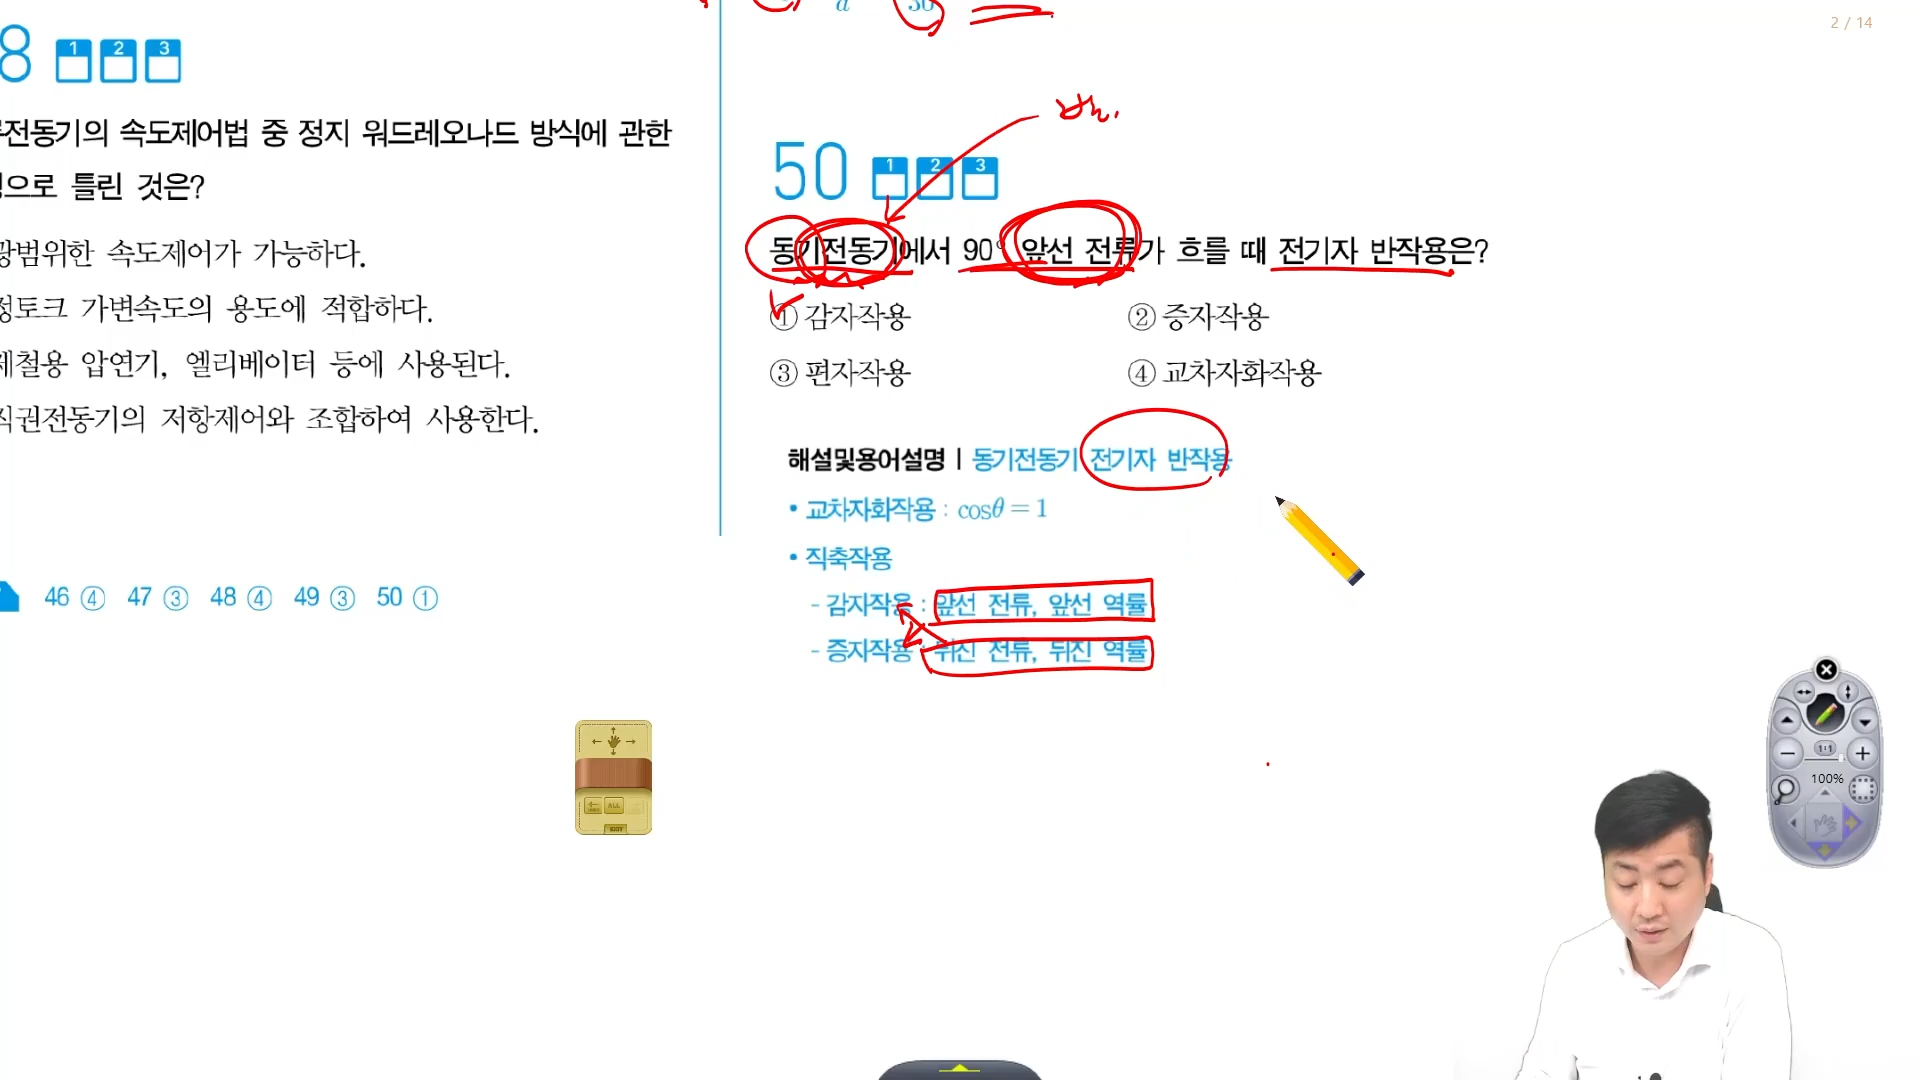 2 / 14
8 1 2 3
전동기의 속도제어법 중 정지 워드레오나드 방식에 관한
으로 틀린 것은?
광범위한 속도제어가 가능하다.
정토크 가변속도의 용도에 적합하다.
제철용 압연기, 엘리베이터 등에 사용된다.
직권전동기의 저항제어와 조합하여 사용한다.
46 ④ 47 ③ 48 ④ 49 ③ 50 ①
50 1 2 3
동기전동기에서 90° 앞선 전류가 흐를 때 전기자 반작용은?
① 감자작용 ② 증자작용
③ 편자작용 ④ 교차자화작용
해설및용어설명 | 동기전동기 전기자 반작용
• 교차자화작용 : cosθ = 1
• 직축작용
- 감자작용 : 앞선 전류, 앞선 역률
- 증자작용 : 뒤진 전류, 뒤진 역률
ALL
EXIT
1:1
100%